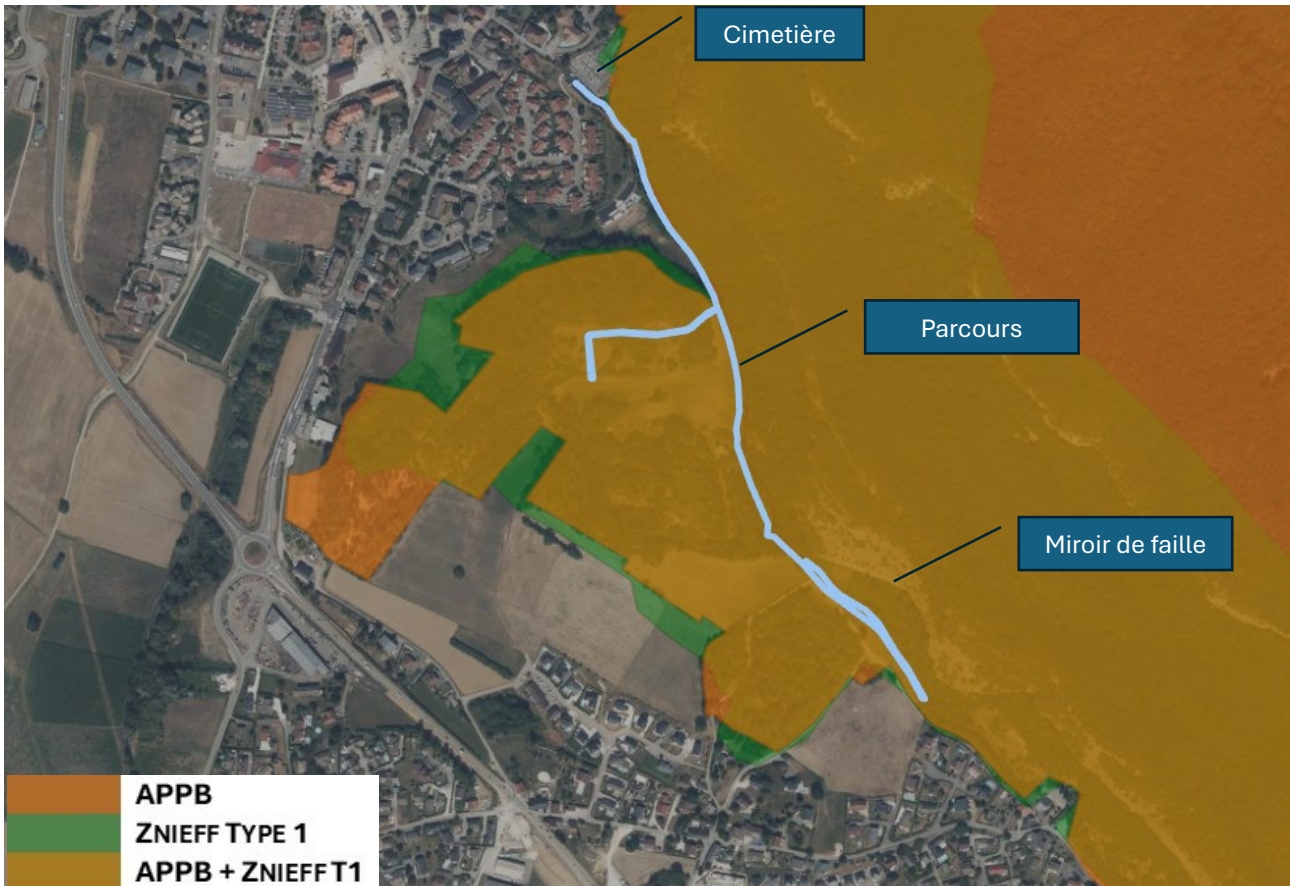 Cimetière
Parcours
Miroir de faille
APPB
ZNIEFF TYPE 1
APPB + ZNIEFF T1